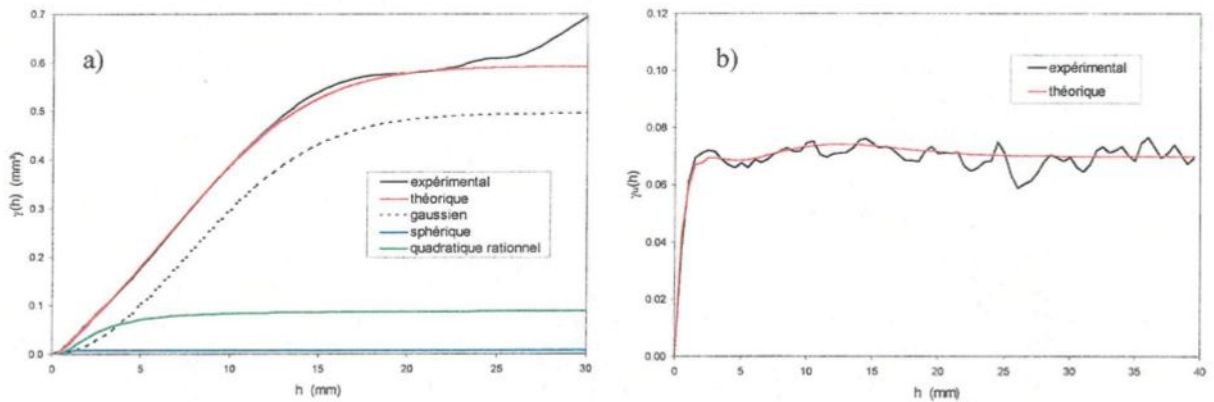 a)
γ(h) (mm²)
0.7
0.6
0.5
0.4
0.3
0.2
0.1
0.0
expérimental
théorique
gaussien
sphérique
quadratique rationnel
0 5 10 15 20 25 30
h (mm)
b)
γu(h)
0.12
0.10
0.08
0.06
0.04
0.02
0.00
expérimental
théorique
0 5 10 15 20 25 30 35 40
h (mm)